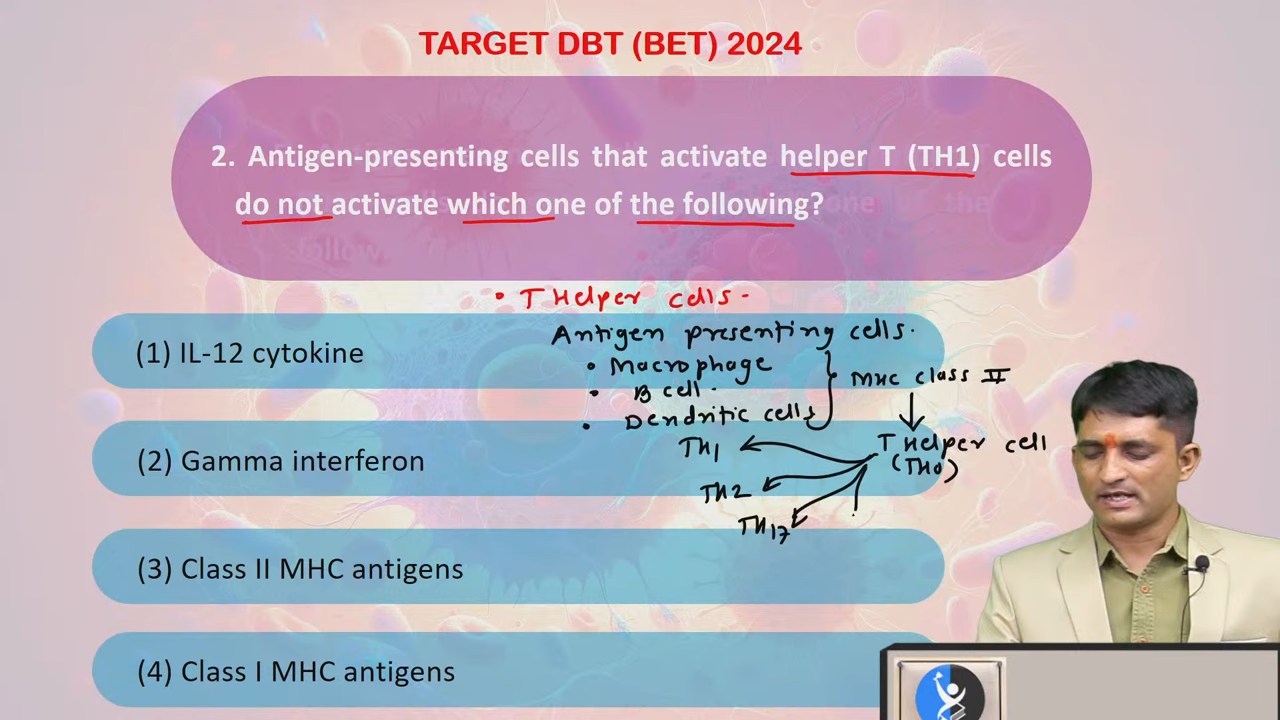 TARGET DBT (BET) 2024
2. Antigen-presenting cells that activate helper T (TH1) cells
do not activate which one of the following?
• T Helper cells -
(1) IL-12 cytokine
Antigen presenting cells.
• Macrophage
• B cell.
• Dendritic cells
MHC class II
T Helper cell
(TH0)
TH1
TH2
TH17
(2) Gamma interferon
(3) Class II MHC antigens
(4) Class I MHC antigens